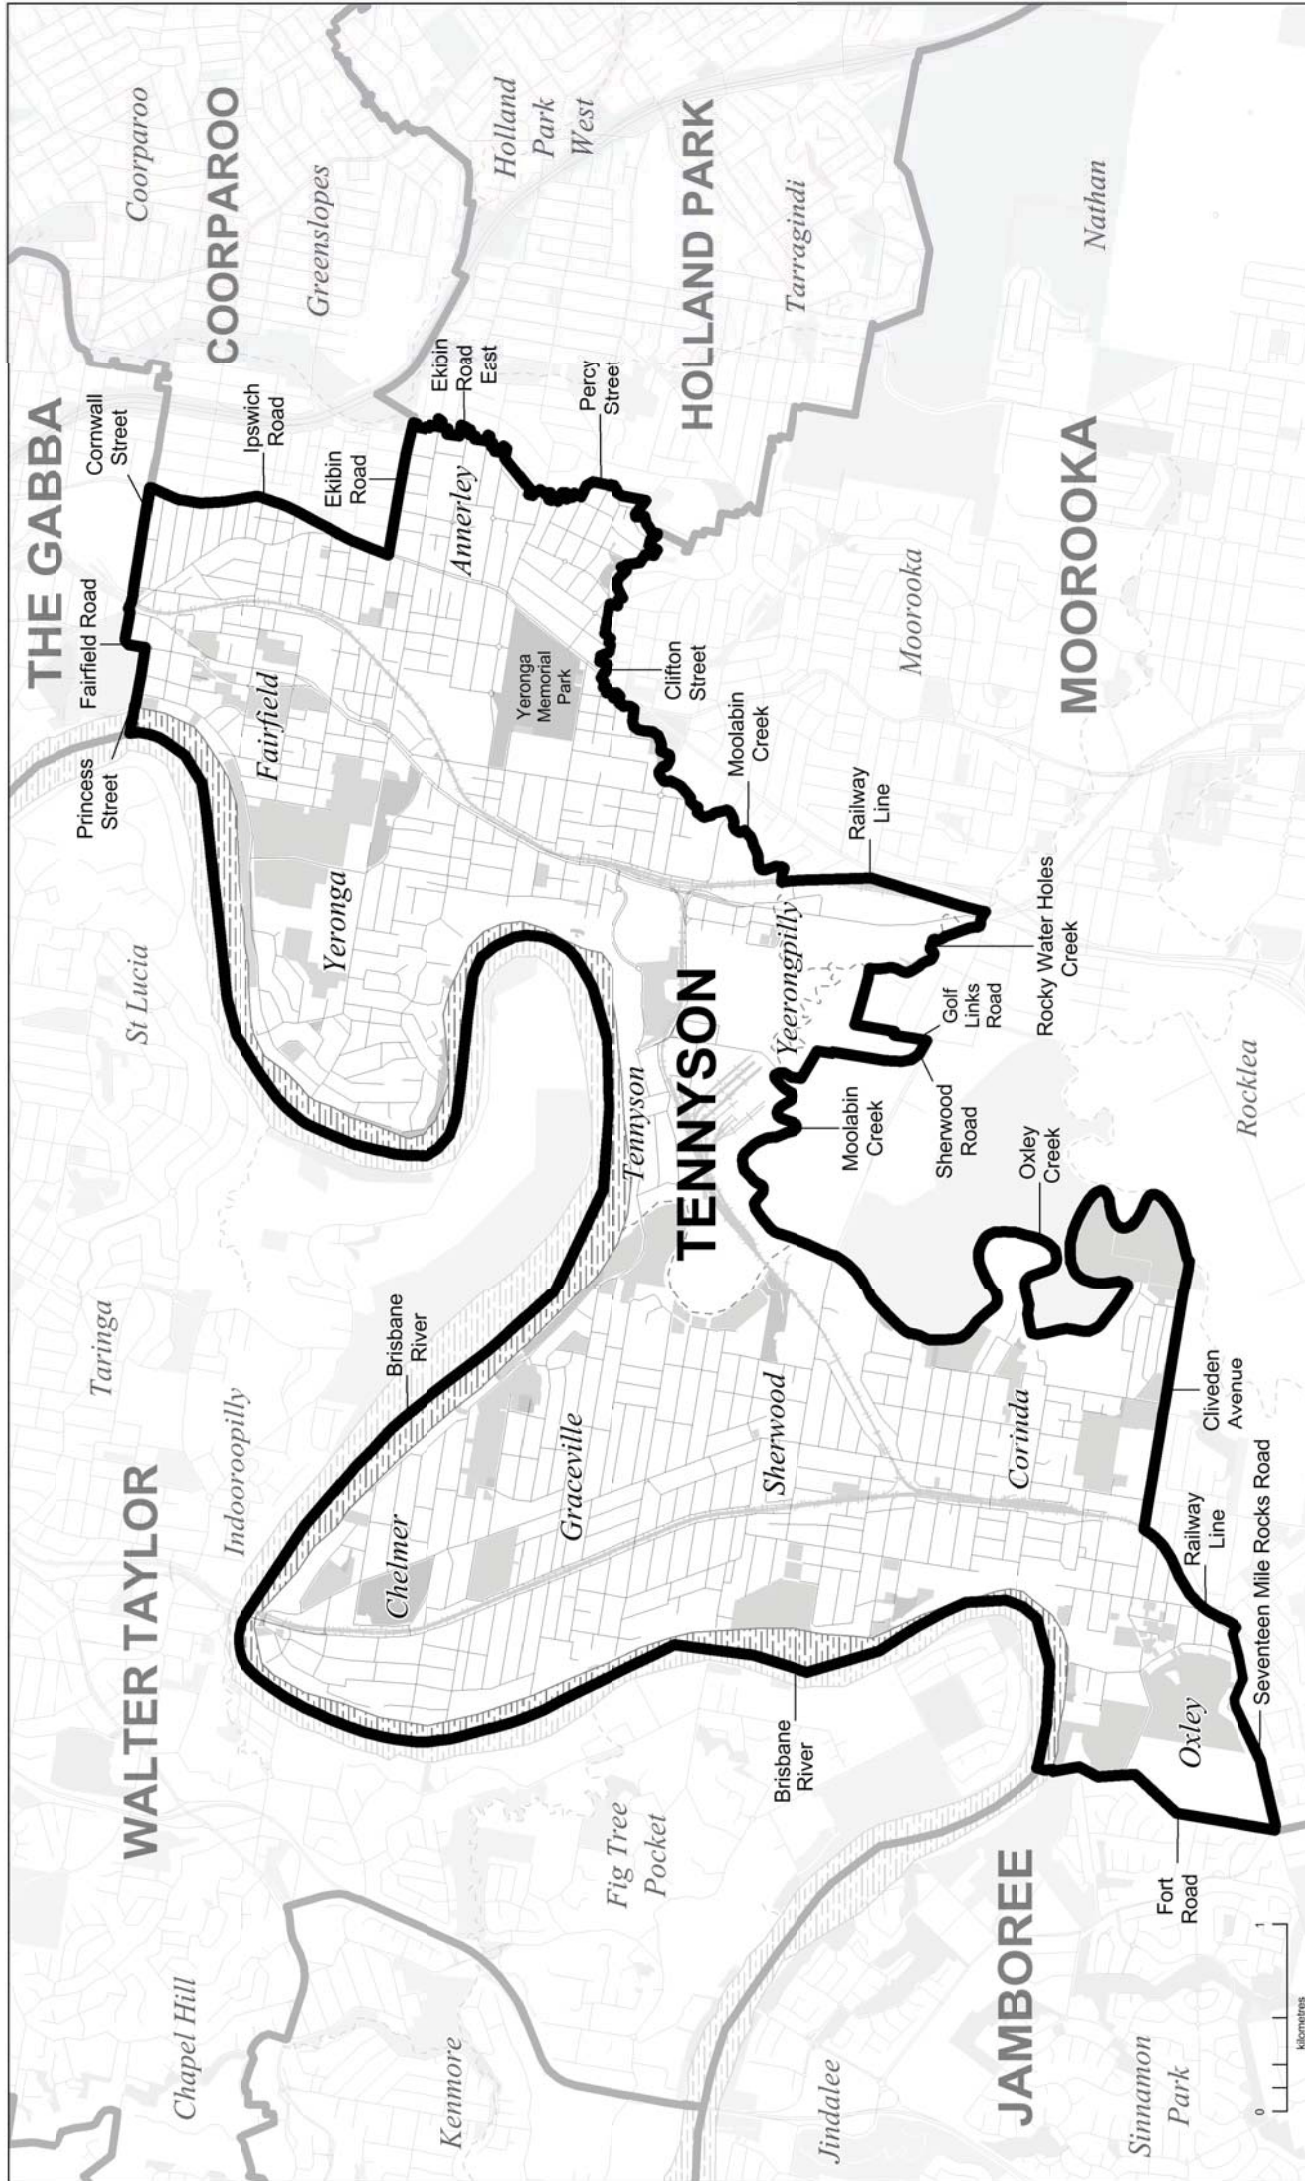 Chapel Hill
Kenmore
Jindalee
Sinnamon
Park
JAMBOREE
0
1
kilometres
WALTER TAYLOR
Taringa
Indooroopilly
Fig Tree
Pocket
Brisbane
River
Brisbane
River
Chelmer
Graceville
Sherwood
Corinda
Oxley
Fort
Road
Seventeen Mile Rocks Road
Railway
Line
Cliveden
Avenue
St Lucia
TENNYSON
Tennyson
Yeerongpilly
Moolabin
Creek
Sherwood
Road
Oxley
Creek
Golf
Links
Road
Rocky Water Holes
Creek
Rocklea
THE GABBA
Princess
Street
Fairfield Road
Cornwall
Street
Ipswich
Road
Ekibin
Road
Fairfield
Yeronga
Annerley
Yeronga
Memorial
Park
Ekibin
Road
East
Percy
Street
Clifton
Street
Moolabin
Creek
Railway
Line
Moorooka
MOOROOKA
COORPAROO
Coorparoo
Greenslopes
Holland
Park
West
HOLLAND PARK
Tarragindi
Nathan